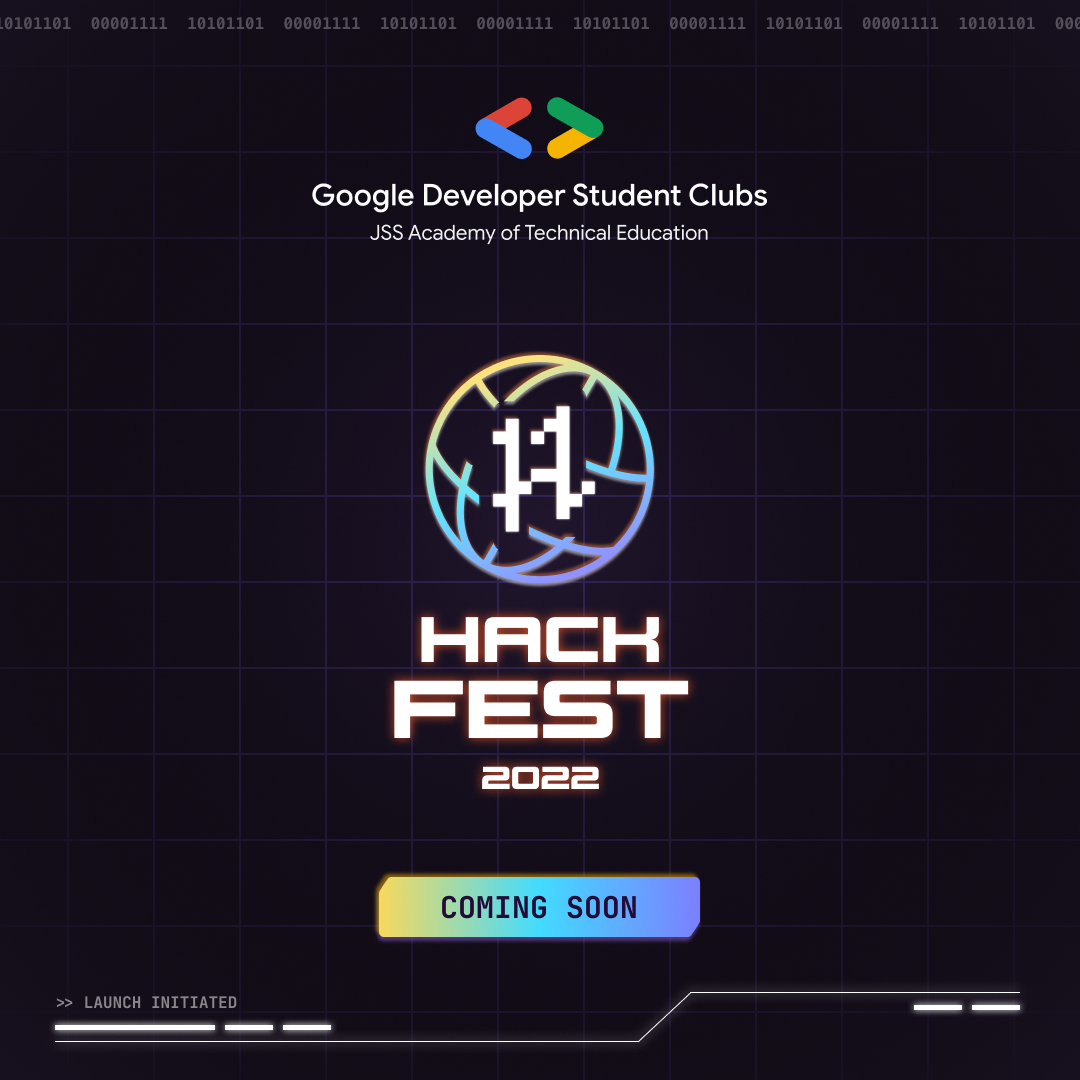 10101101 00001111 10101101 00001111 10101101 00001111 10101101 00001111 10101101 00001111 10101101 000
Google Developer Student Clubs
JSS Academy of Technical Education
HACK
FEST
2022
COMING SOON
>> LAUNCH INITIATED